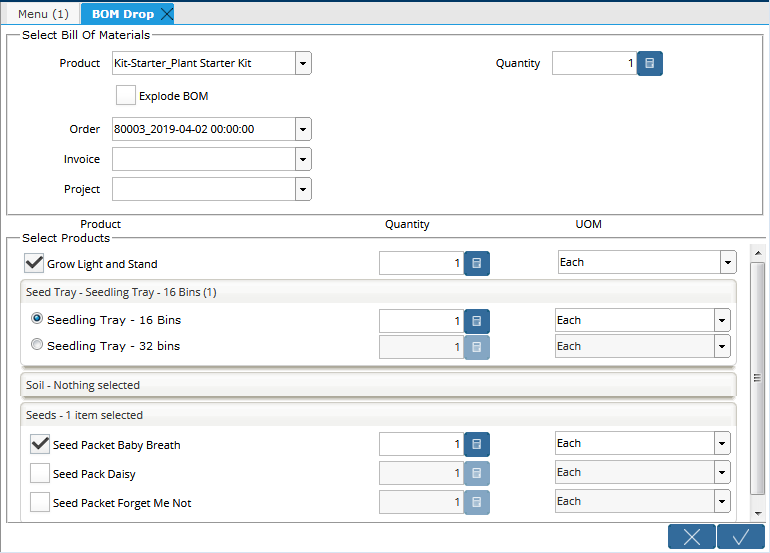 Menu (1) BOM Drop
Select Bill Of Materials
Product Kit-Starter_Plant Starter Kit Quantity 1
Explode BOM
Order 80003_2019-04-02 00:00:00
Invoice
Project
Product Quantity UOM
Select Products
Grow Light and Stand 1 Each
Seed Tray - Seedling Tray - 16 Bins (1)
Seedling Tray - 16 Bins 1 Each
Seedling Tray - 32 bins 1 Each
Soil - Nothing selected
Seeds - 1 item selected
Seed Packet Baby Breath 1 Each
Seed Pack Daisy 1 Each
Seed Packet Forget Me Not 1 Each